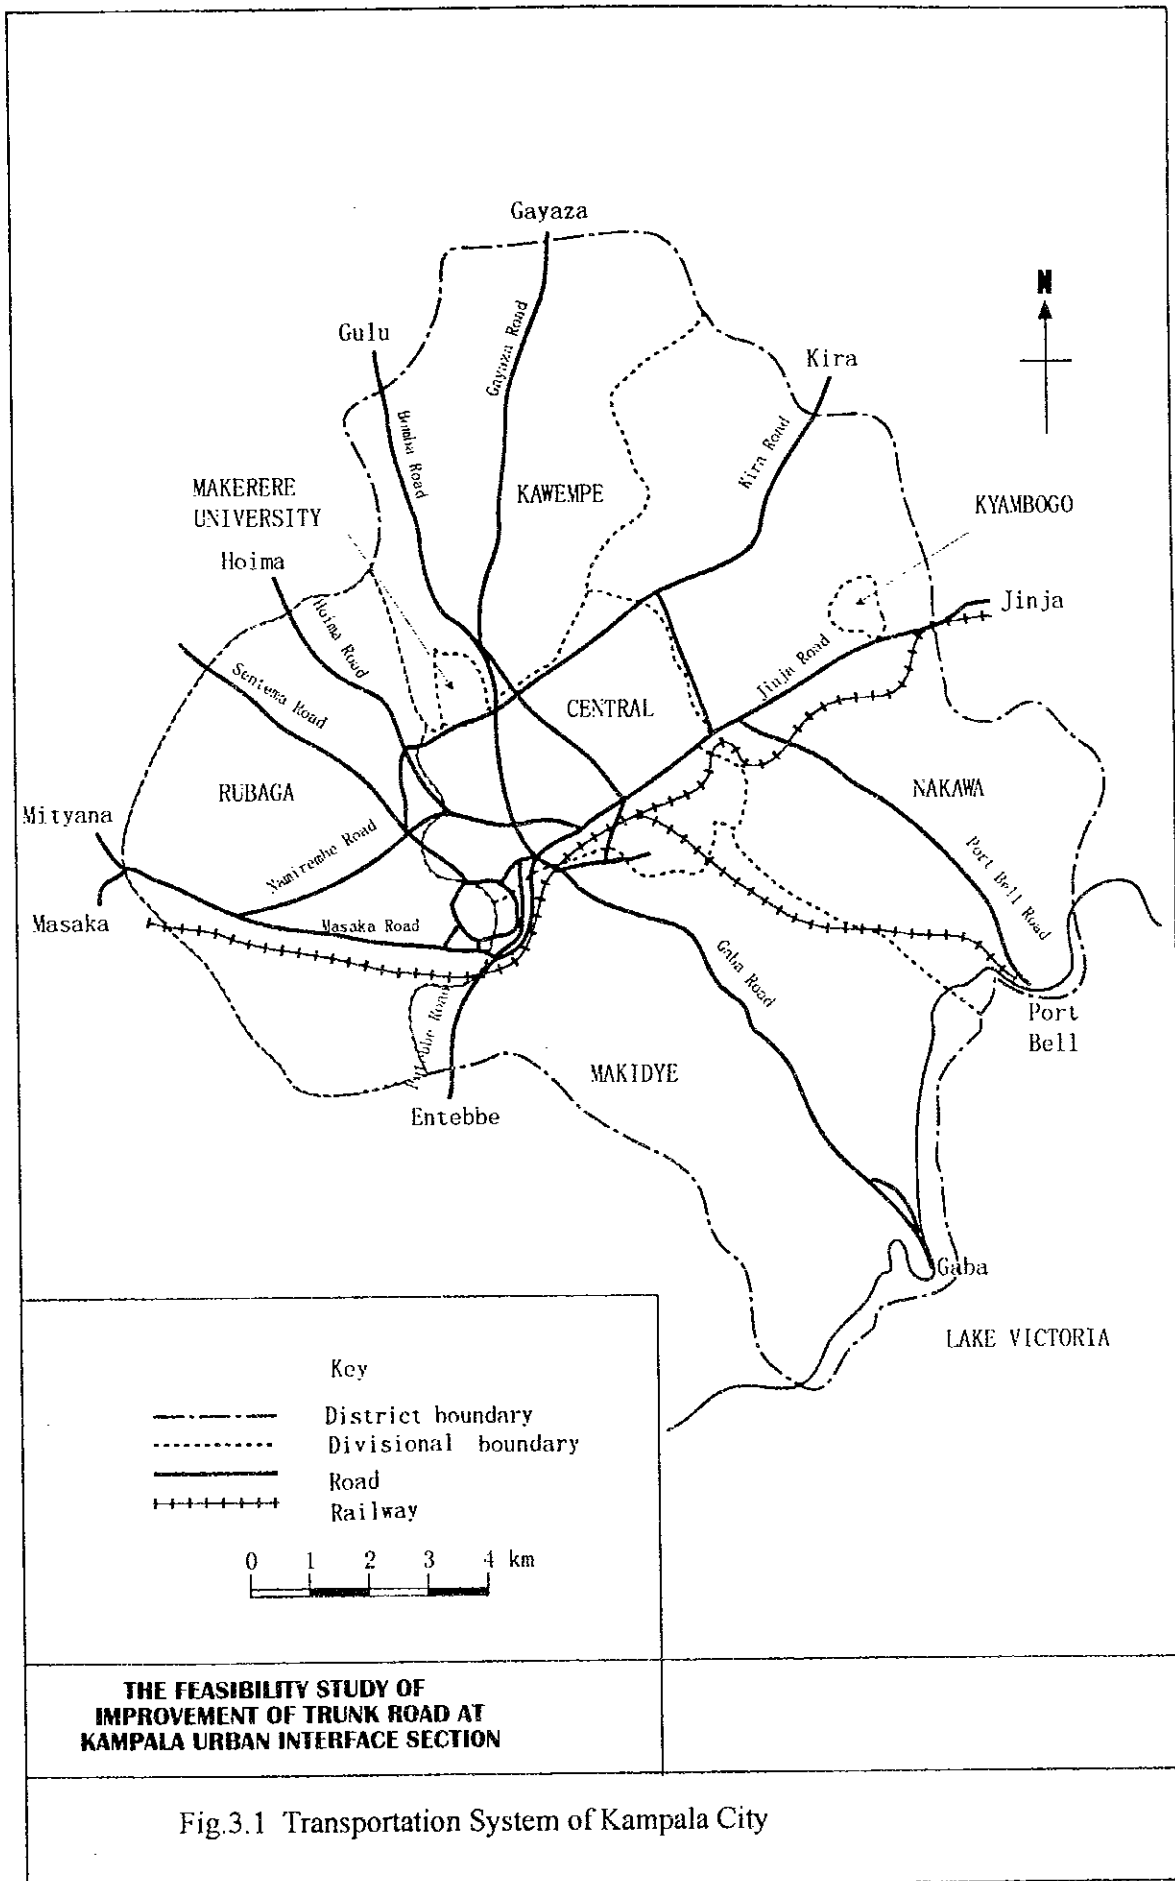 Gayaza
N
Gulu
Kira
Gayaza Road
Bomba Road
Kira Road
MAKERERE
UNIVERSITY
KAWEMPE
KYAMBOGO
Hoima
Jinja
Hoima Road
Sentema Road
Jinja Road
CENTRAL
RUBAGA
NAKAWA
Mityana
Namirembe Road
Port Bell Road
Masaka
Masaka Road
Gaba Road
Road
Port
Bell
MAKIDYE
Entebbe
Gaba
LAKE VICTORIA
Key
District boundary
Divisional boundary
Road
Railway
0 1 2 3 4 km
THE FEASIBILITY STUDY OF
IMPROVEMENT OF TRUNK ROAD AT
KAMPALA URBAN INTERFACE SECTION
Fig.3.1 Transportation System of Kampala City